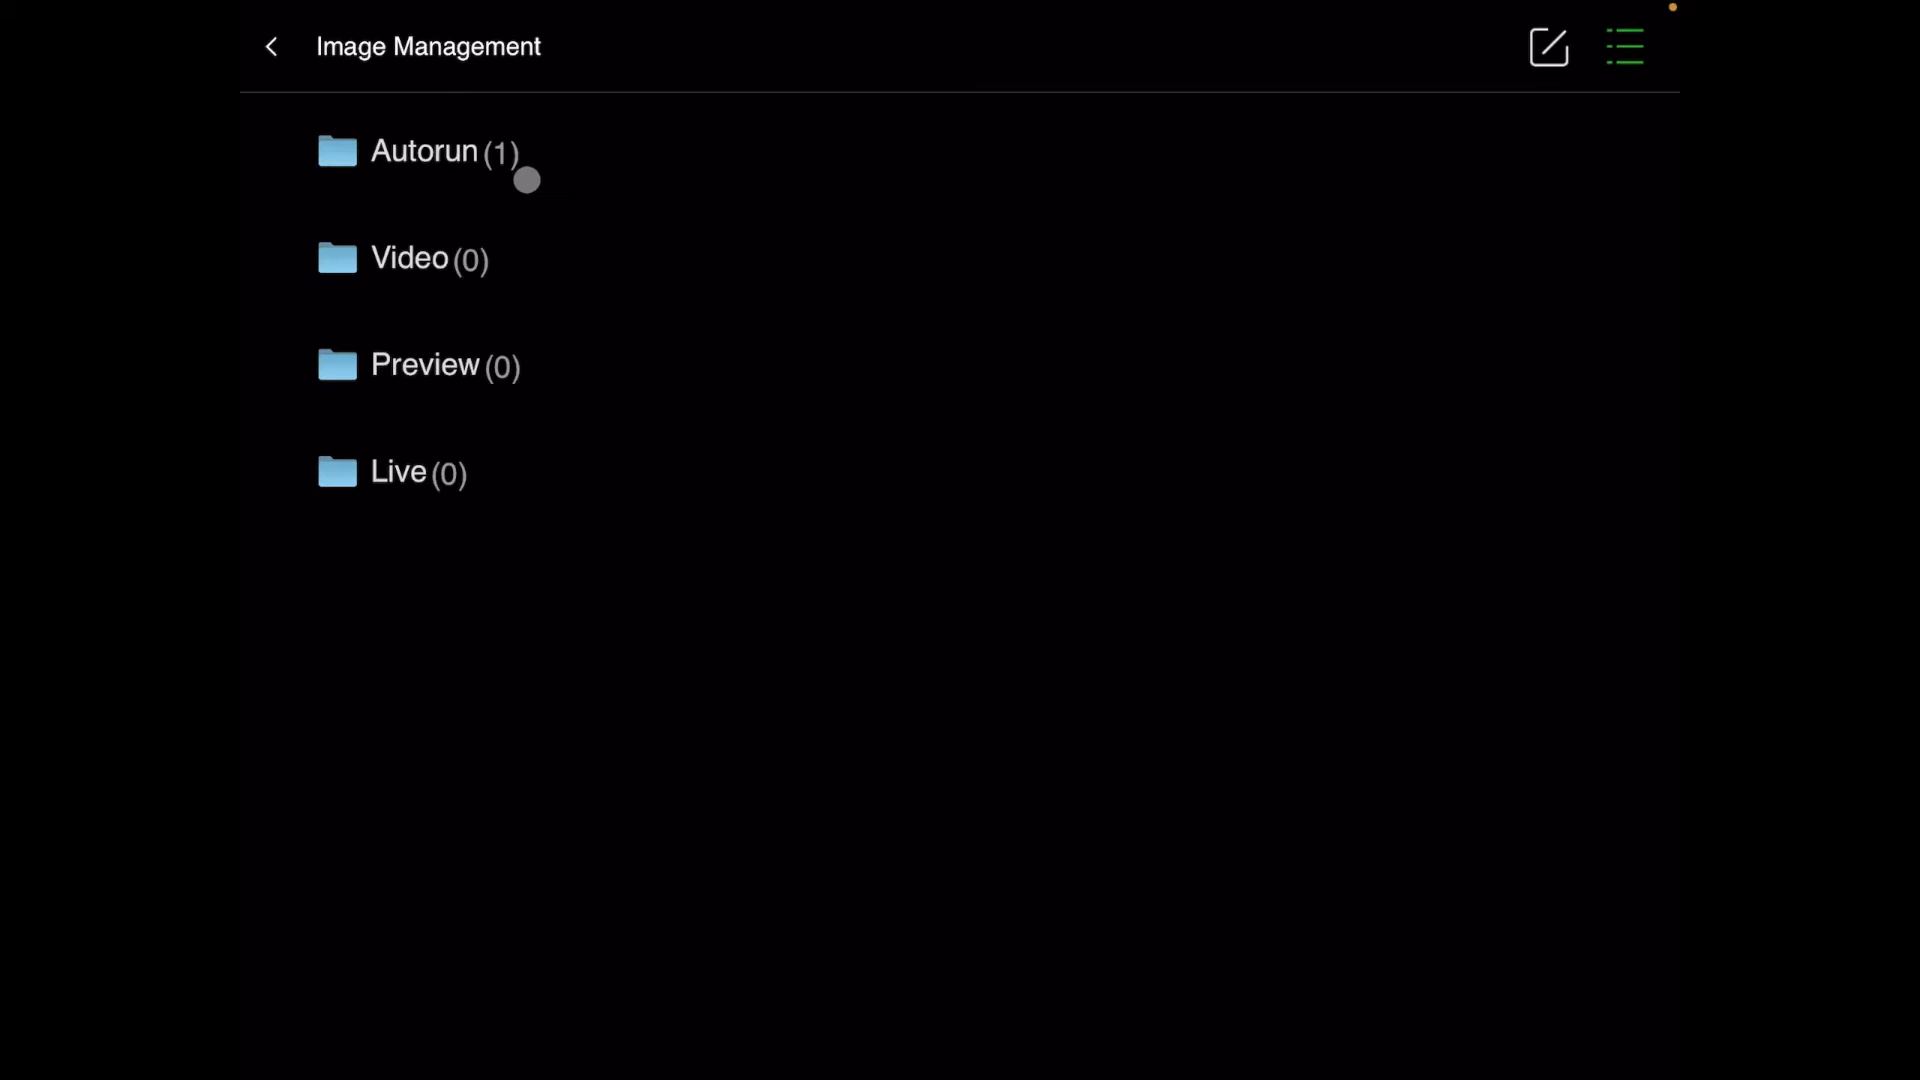 Image Management
Autorun (1)
Video (0)
Preview (0)
Live (0)